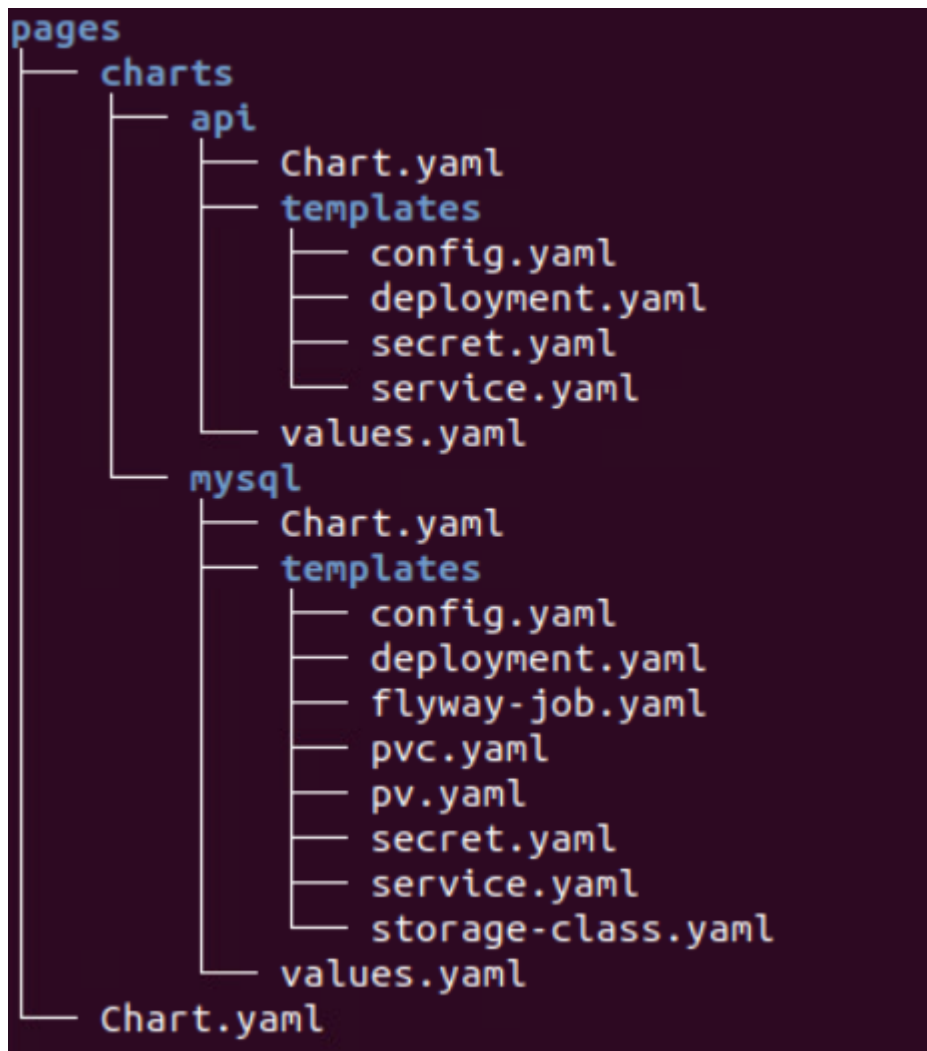 pages
charts
api
Chart.yaml
templates
config.yaml
deployment.yaml
secret.yaml
service.yaml
values.yaml
mysql
Chart.yaml
templates
config.yaml
deployment.yaml
flyway-job.yaml
pvc.yaml
pv.yaml
secret.yaml
service.yaml
storage-class.yaml
values.yaml
Chart.yaml